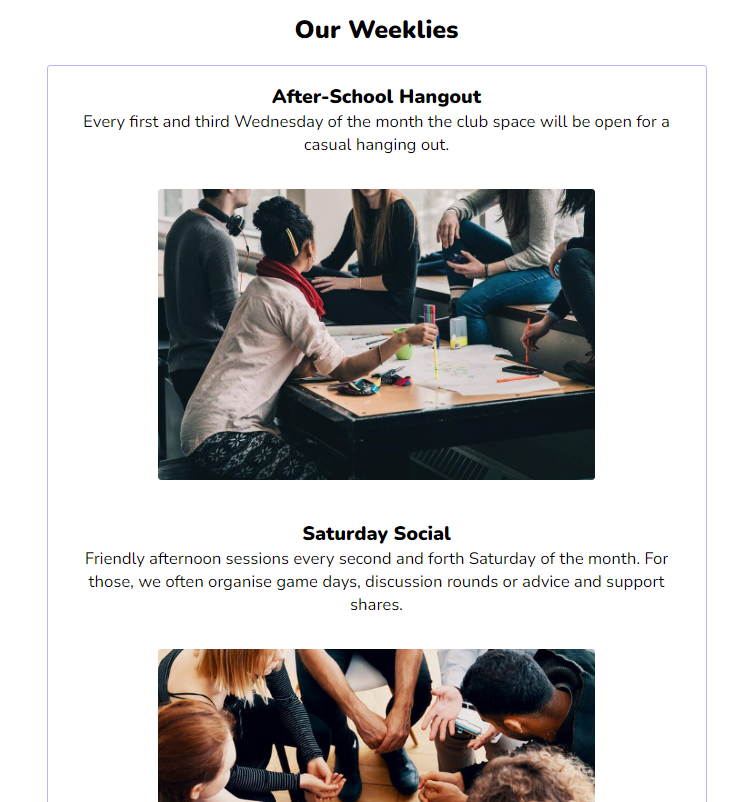 Our Weeklies
After-School Hangout
Every first and third Wednesday of the month the club space will be open for a
casual hanging out.
Saturday Social
Friendly afternoon sessions every second and forth Saturday of the month. For
those, we often organise game days, discussion rounds or advice and support
shares.